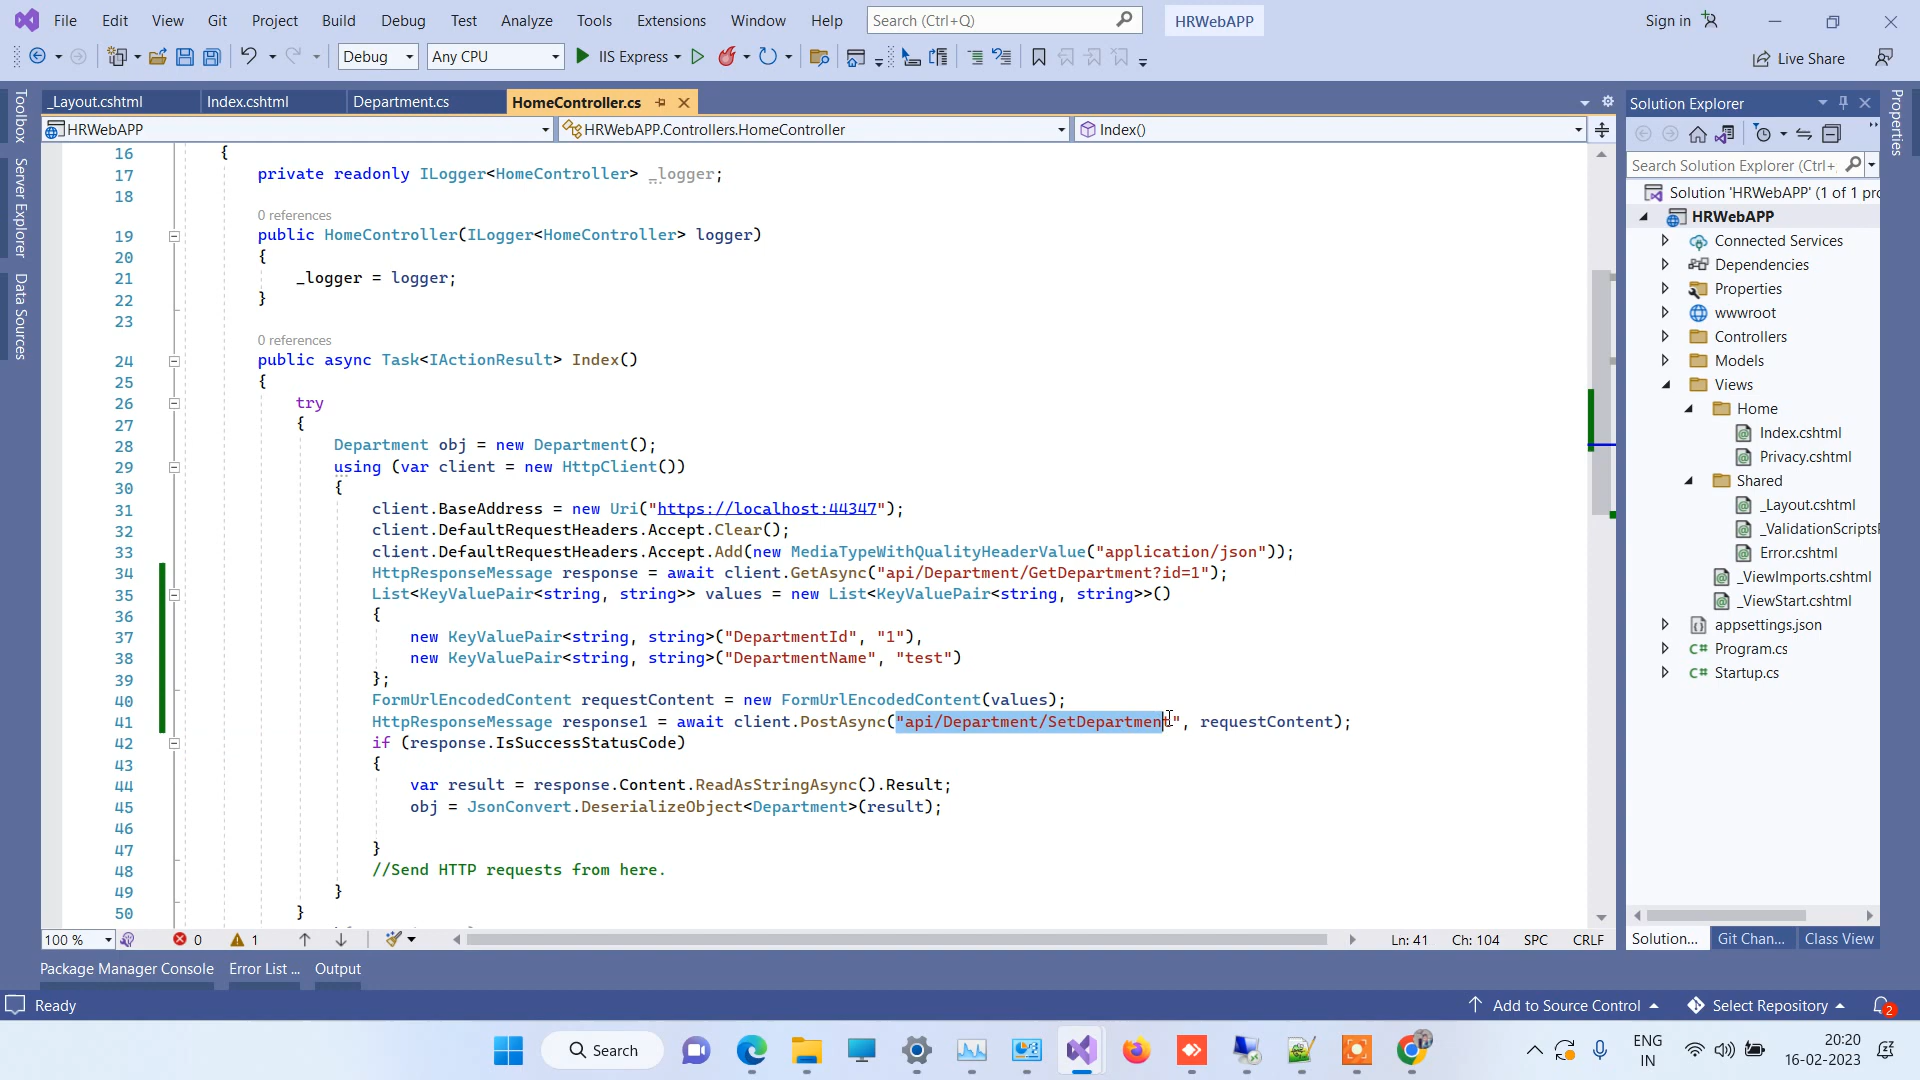 File Edit View Git Project Build Debug Test Analyze Tools Extensions Window Help Search (Ctrl+Q) HRWebAPP Sign in
Debug Any CPU IIS Express Live Share
Toolbox
Server Explorer
Data Sources
_Layout.cshtml Index.cshtml Department.cs HomeController.cs
HRWebAPP HRWebAPP.Controllers.HomeController Index()
16 {
17 private readonly ILogger<HomeController> _logger;
18
0 references
19 public HomeController(ILogger<HomeController> logger)
20 {
21 _logger = logger;
22 }
23
0 references
24 public async Task<IActionResult> Index()
25 {
26 try
27 {
28 Department obj = new Department();
29 using (var client = new HttpClient())
30 {
31 client.BaseAddress = new Uri("https://localhost:44347");
32 client.DefaultRequestHeaders.Accept.Clear();
33 client.DefaultRequestHeaders.Accept.Add(new MediaTypeWithQualityHeaderValue("application/json"));
34 HttpResponseMessage response = await client.GetAsync("api/Department/GetDepartment?id=1");
35 List<KeyValuePair<string, string>> values = new List<KeyValuePair<string, string>>()
36 {
37 new KeyValuePair<string, string>("DepartmentId", "1"),
38 new KeyValuePair<string, string>("DepartmentName", "test")
39 };
40 FormUrlEncodedContent requestContent = new FormUrlEncodedContent(values);
41 HttpResponseMessage response1 = await client.PostAsync("api/Department/SetDepartment", requestContent);
42 if (response.IsSuccessStatusCode)
43 {
44 var result = response.Content.ReadAsStringAsync().Result;
45 obj = JsonConvert.DeserializeObject<Department>(result);
46
47 }
48 //Send HTTP requests from here.
49 }
50 }
100 % 0 1 Ln: 41 Ch: 104 SPC CRLF
Solution Explorer
Search Solution Explorer (Ctrl+
Solution 'HRWebAPP' (1 of 1 pro
HRWebAPP
Connected Services
Dependencies
Properties
wwwroot
Controllers
Models
Views
Home
Index.cshtml
Privacy.cshtml
Shared
_Layout.cshtml
_ValidationScriptsP
Error.cshtml
_ViewImports.cshtml
_ViewStart.cshtml
appsettings.json
C# Program.cs
C# Startup.cs
Solution... Git Chan... Class View
Properties
Package Manager Console Error List ... Output
Ready Add to Source Control Select Repository 2
Search ENG IN 20:20 16-02-2023